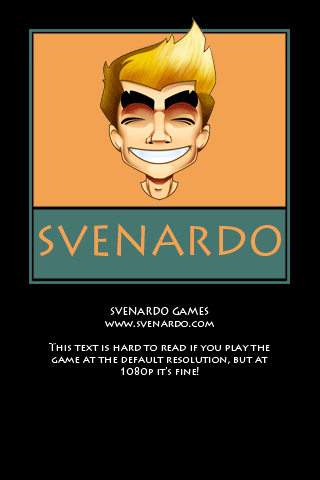 SVENARDO
SVENARDO GAMES
WWW.SVENARDO.COM
THIS TEXT IS HARD TO READ IF YOU PLAY THE
GAME AT THE DEFAULT RESOLUTION, BUT AT
1080P IT'S FINE!